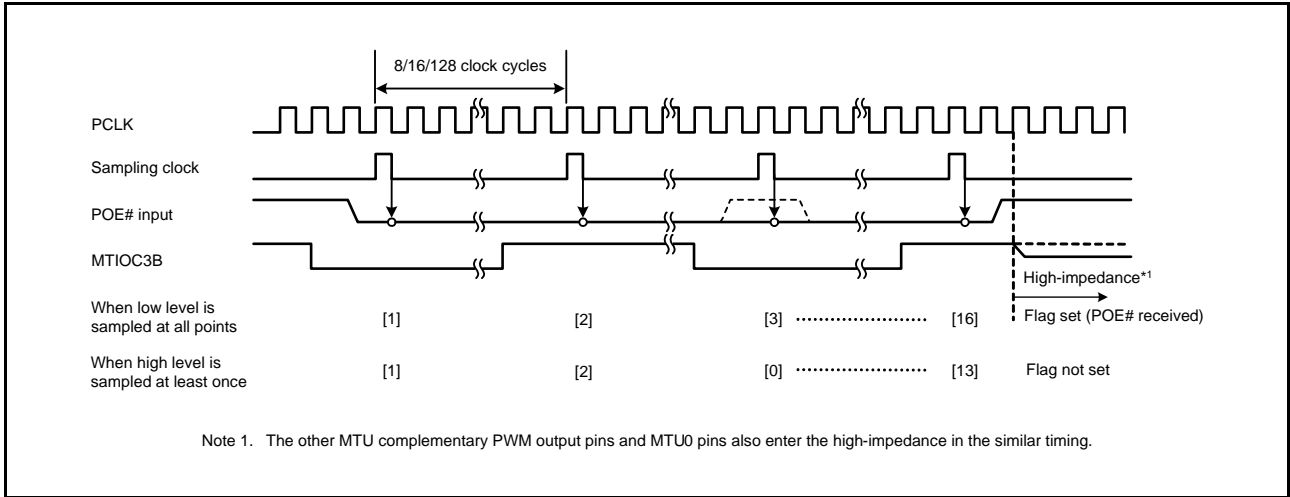 8/16/128 clock cycles
PCLK
Sampling clock
POE# input
MTIOC3B
High-impedance*1
When low level is
sampled at all points
[1] [2] [3] [16] Flag set (POE# received)
When high level is
sampled at least once
[1] [2] [0] [13] Flag not set
Note 1. The other MTU complementary PWM output pins and MTU0 pins also enter the high-impedance in the similar timing.